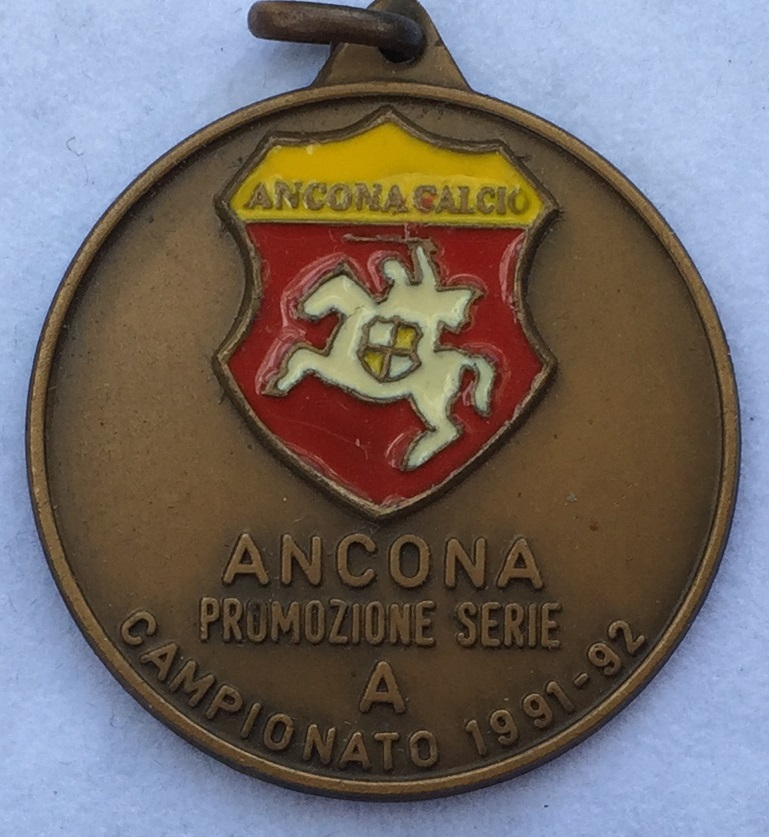 ANCONA CALCIO
ANCONA
PROMOZIONE SERIE
A
CAMPIONATO 1991-92